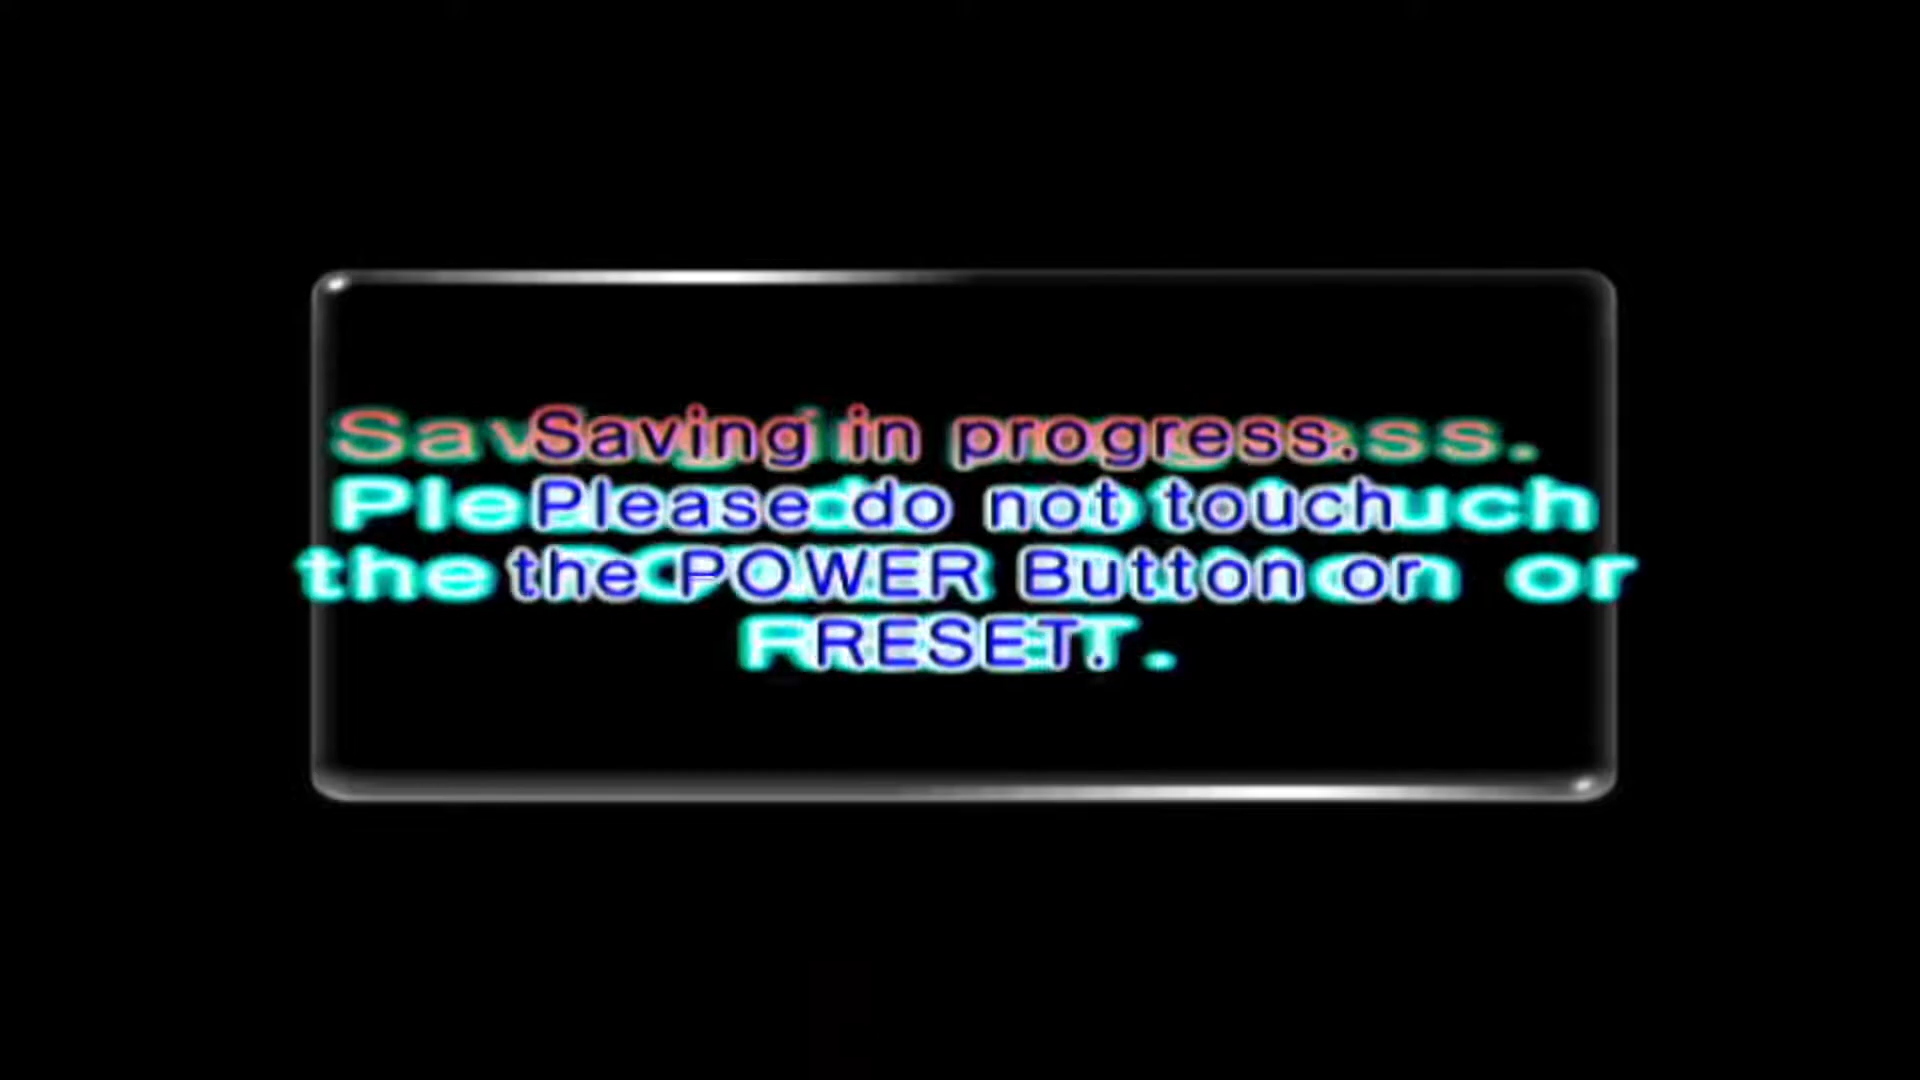 Saving in progress.
Please do not touch
the POWER Button or
RESET.